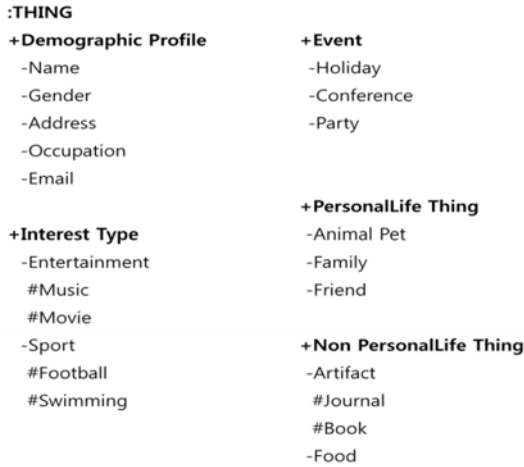 :THING
+Demographic Profile
-Name
-Gender
-Address
-Occupation
-Email
+Interest Type
-Entertainment
#Music
#Movie
-Sport
#Football
#Swimming
+Event
-Holiday
-Conference
-Party
+PersonalLife Thing
-Animal Pet
-Family
-Friend
+Non PersonalLife Thing
-Artifact
#Journal
#Book
-Food